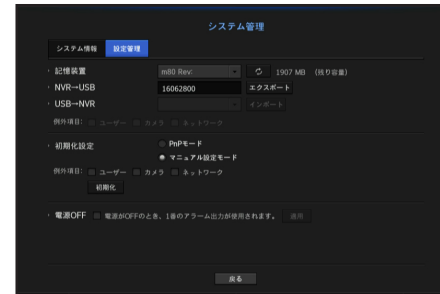 システム管理
システム情報 設定管理
・記憶装置 m80 Rev: 1907 MB (残り容量)
・NVR→USB 16062800 エクスポート
・USB→NVR インポート
例外項目: ユーザー カメラ ネットワーク
・初期化設定 PnPモード
マニュアル設定モード
例外項目: ユーザー カメラ ネットワーク
初期化
・電源OFF 電源がOFFのとき、1番のアラーム出力が使用されます。 適用
戻る